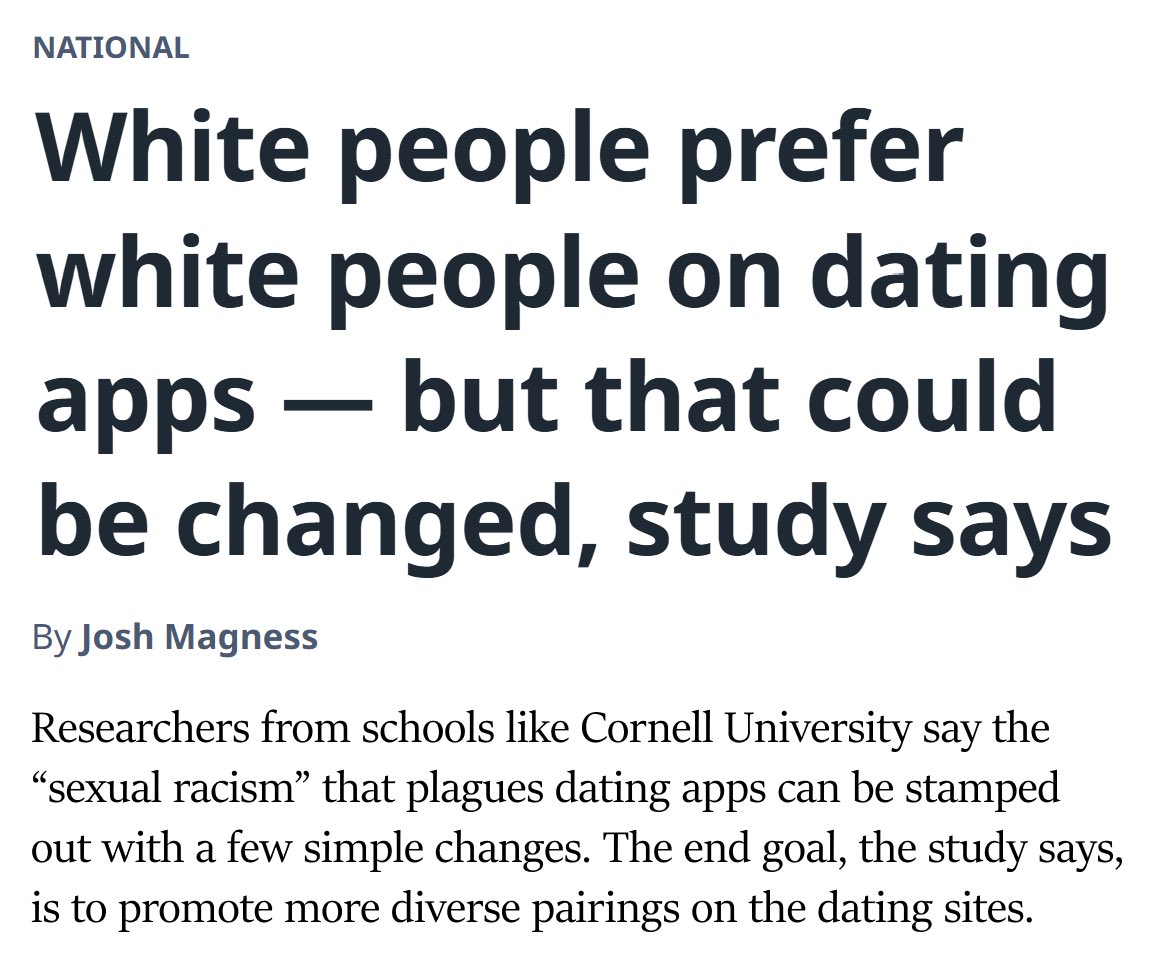 NATIONAL
White people prefer
white people on dating
apps — but that could
be changed, study says
By Josh Magness
Researchers from schools like Cornell University say the
“sexual racism” that plagues dating apps can be stamped
out with a few simple changes. The end goal, the study says,
is to promote more diverse pairings on the dating sites.